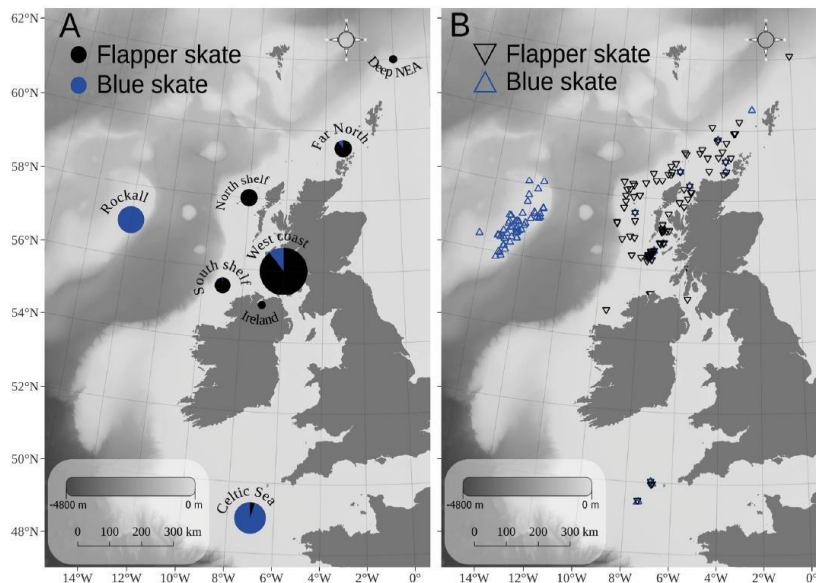 A
Flapper skate
Blue skate
Deep NEA
Far North
North shelf
Rockall
West coast
South shelf
Ireland
Celtic Sea
62°N
60°N
58°N
56°N
54°N
52°N
50°N
48°N
-4800 m
0 m
0 100 200 300 km
14°W 12°W 10°W 8°W 6°W 4°W 2°W 0°
B
Flapper skate
Blue skate
-4800 m
0 m
0 100 200 300 km
14°W 12°W 10°W 8°W 6°W 4°W 2°W 0°